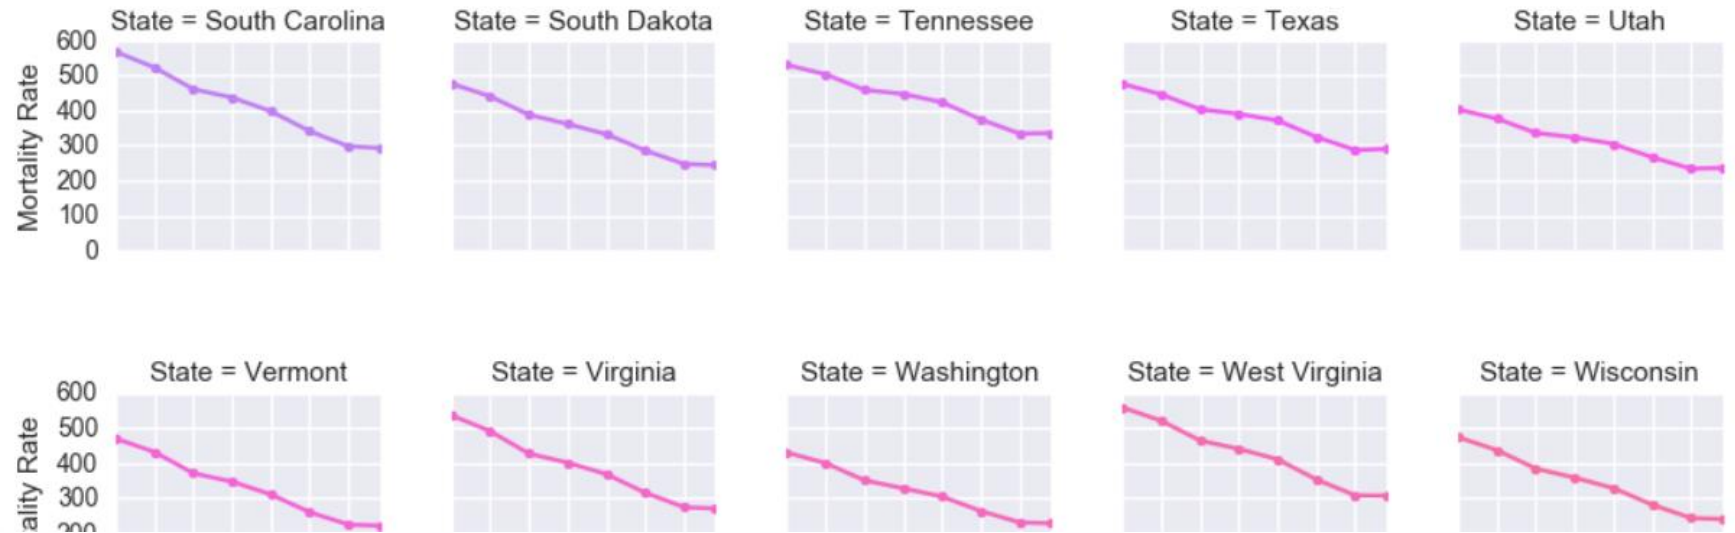 State = South Carolina
State = South Dakota
State = Tennessee
State = Texas
State = Utah
600
500
400
300
200
100
0
Mortality Rate
State = Vermont
State = Virginia
State = Washington
State = West Virginia
State = Wisconsin
600
500
400
300
200
ality Rate